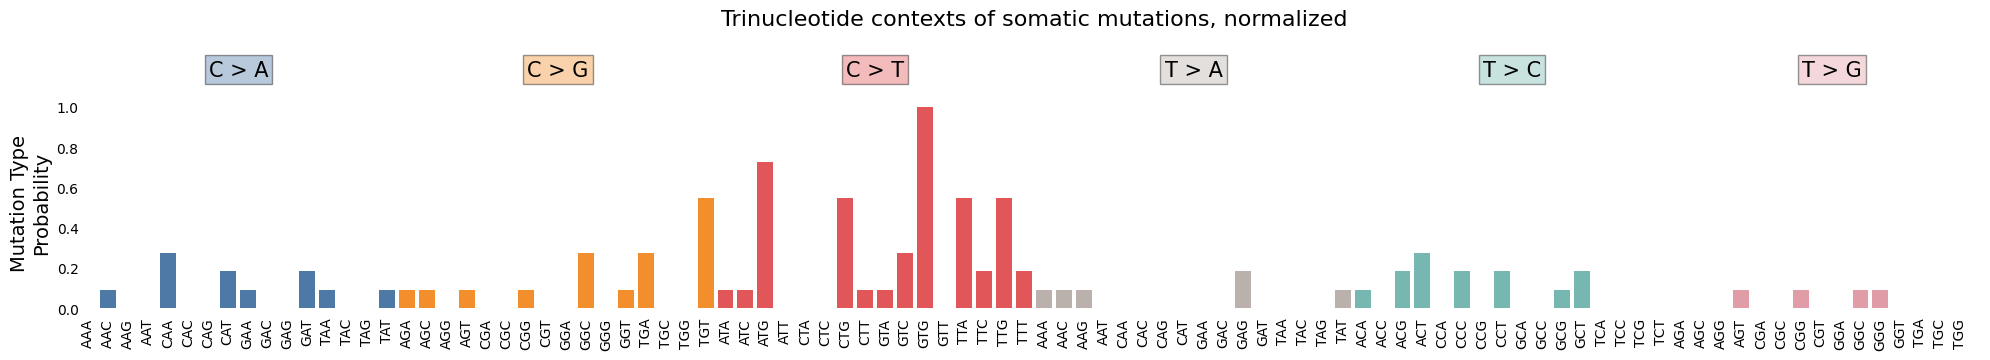 Trinucleotide contexts of somatic mutations, normalized
C > A
C > G
C > T
T > A
T > C
T > G
Mutation Type
Probability
1.0
0.8
0.6
0.4
0.2
0.0
AAA
AAC
AAG
AAT
CAA
CAC
CAG
CAT
GAA
GAC
GAG
GAT
TAA
TAC
TAG
TAT
AGA
AGC
AGG
AGT
CGA
CGC
CGG
CGT
GGA
GGC
GGG
GGT
TGA
TGC
TGG
TGT
ATA
ATC
ATG
ATT
CTA
CTC
CTG
CTT
GTA
GTC
GTG
GTT
TTA
TTC
TTG
TTT
AAA
AAC
AAG
AAT
CAA
CAC
CAG
CAT
GAA
GAC
GAG
GAT
TAA
TAC
TAG
TAT
ACA
ACC
ACG
ACT
CCA
CCC
CCG
CCT
GCA
GCC
GCG
GCT
TCA
TCC
TCG
TCT
AGA
AGC
AGG
AGT
CGA
CGC
CGG
CGT
GGA
GGC
GGG
GGT
TGA
TGC
TGG